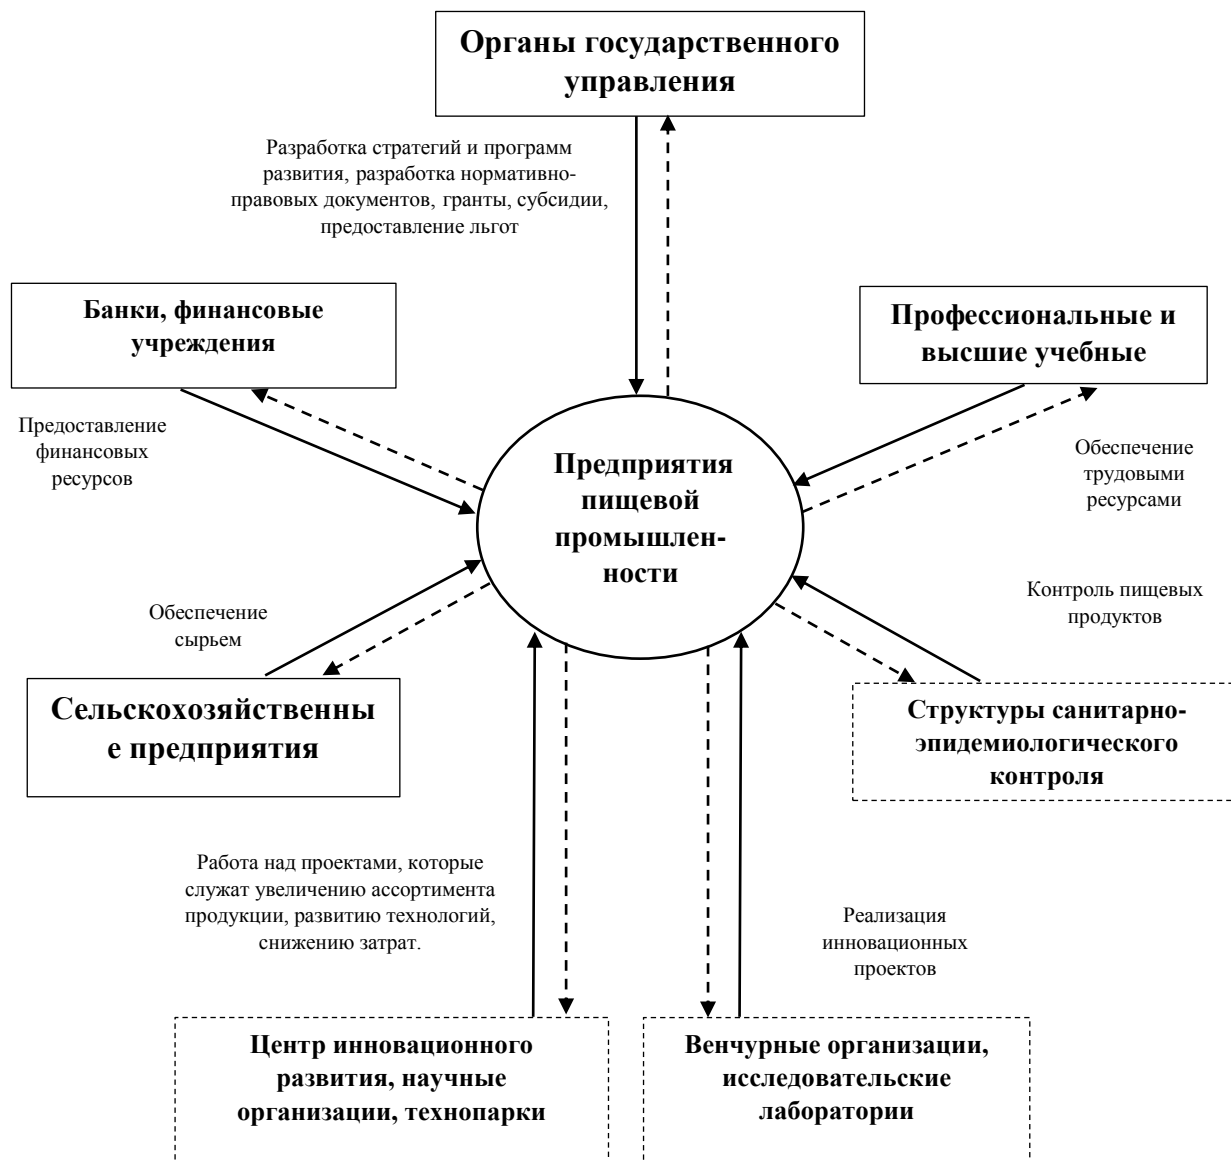 Органы государственного
управления
Разработка стратегий и программ
развития, разработка нормативно-
правовых документов, гранты, субсидии,
предоставление льгот
Банки, финансовые
учреждения
Профессиональные и
высшие учебные
Предоставление
финансовых
ресурсов
Предприятия
пищевой
промышлен-
ности
Обеспечение
трудовыми
ресурсами
Обеспечение
сырьем
Контроль пищевых
продуктов
Сельскохозяйственны
е предприятия
Структуры санитарно-
эпидемиологического
контроля
Работа над проектами, которые
служат увеличению ассортимента
продукции, развитию технологий,
снижению затрат.
Реализация
инновационных
проектов
Центр инновационного
развития, научные
организации, технопарки
Венчурные организации,
исследовательские
лаборатории